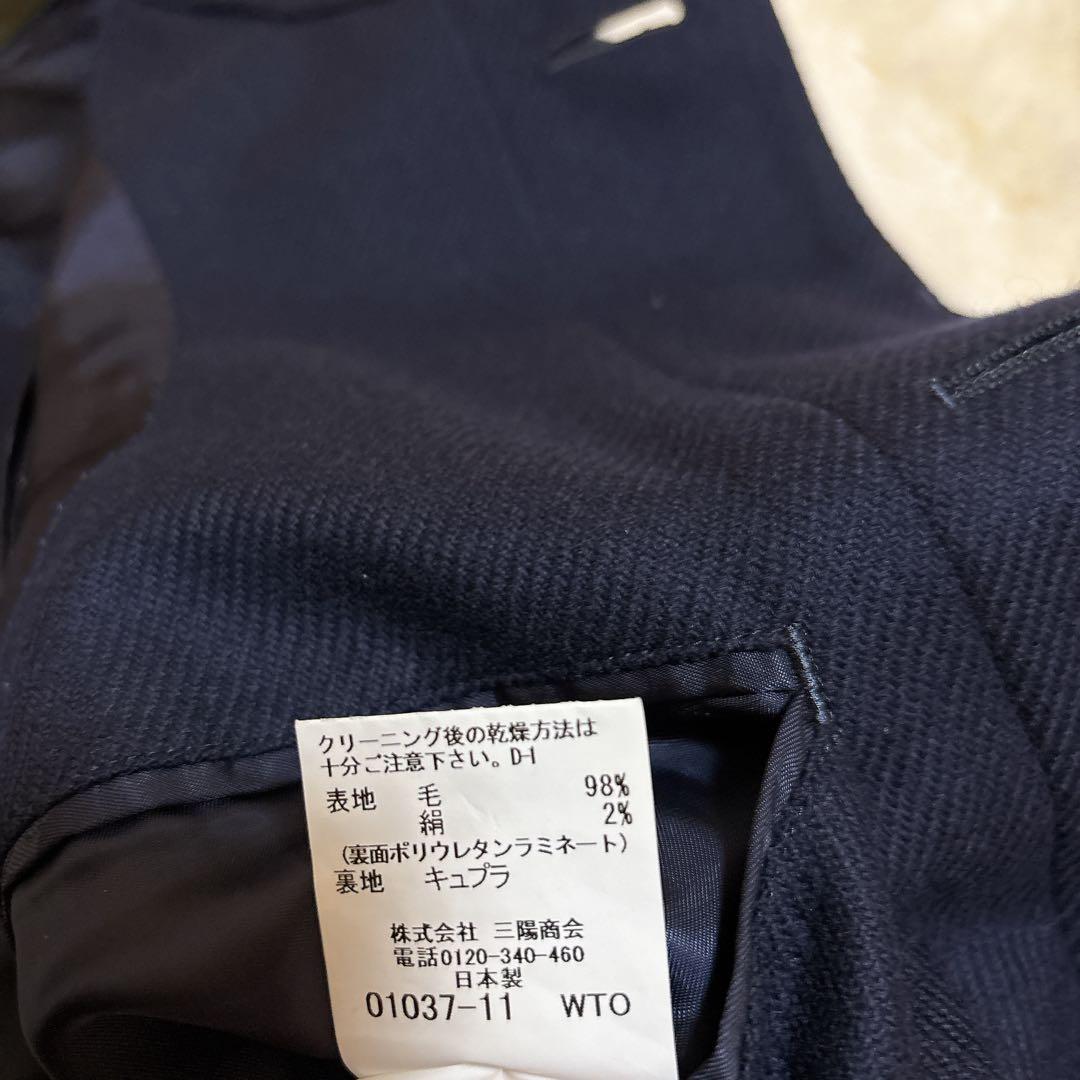 クリーニング後の乾燥方法は
十分ご注意下さい。D-I
表地 毛 98%
絹 2%
(裏面ポリウレタンラミネート)
裏地 キュプラ
株式会社 三陽商会
電話0120-340-460
日本製
01037-11 WTO